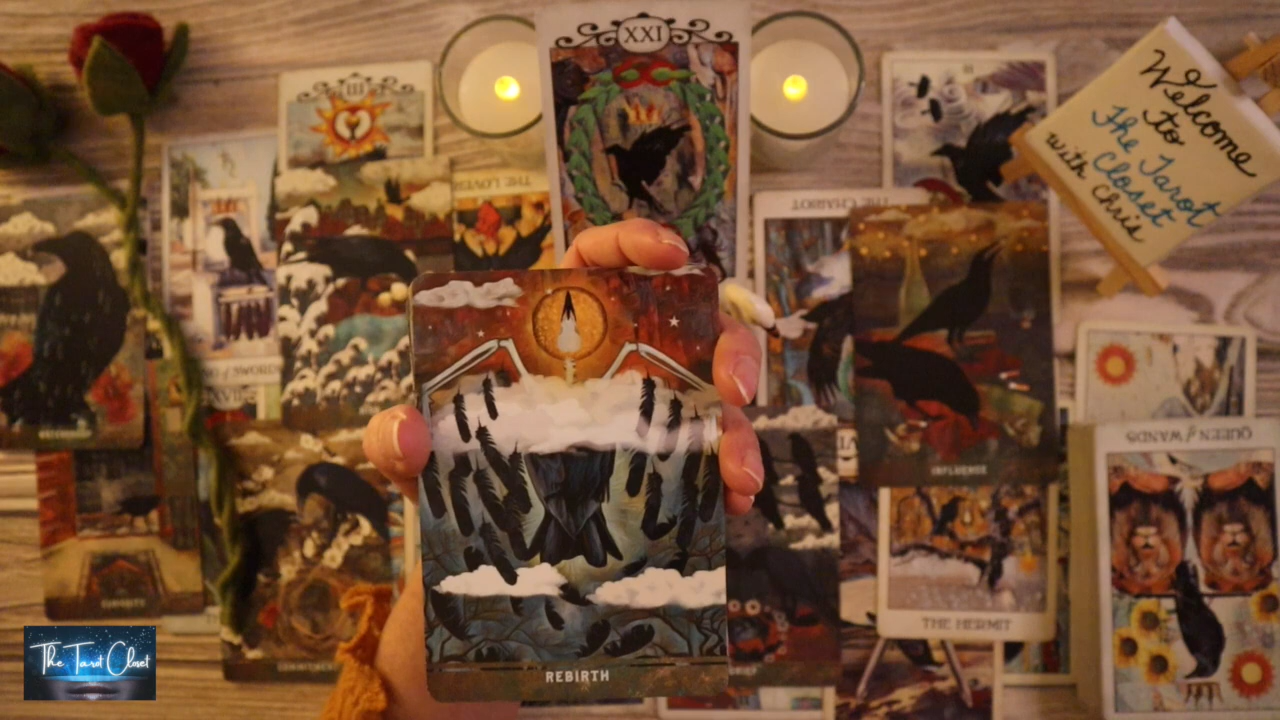 XXI
III
THE LOVERS
THE CHARIOT
Welcome
to
The Tarot
Closet
with Chris
QUEEN of WANDS
INFLUENCE
THE HERMIT
REBIRTH
The Tarot Closet